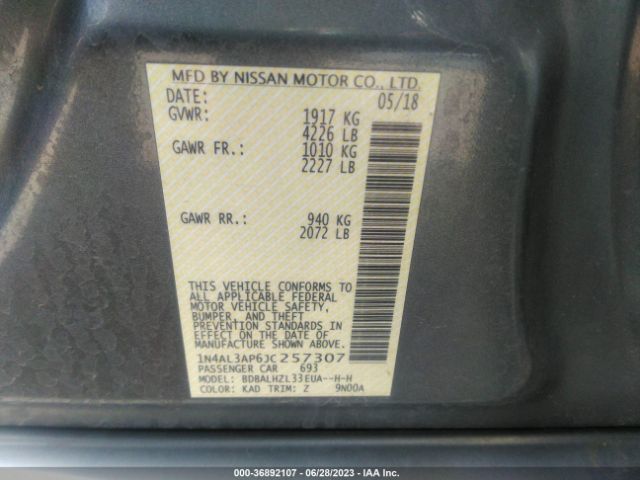 MFD BY NISSAN MOTOR CO., LTD.
DATE: 05/18
GVWR: 1917 KG
4226 LB
GAWR FR.: 1010 KG
2227 LB
GAWR RR.: 940 KG
2072 LB
THIS VEHICLE CONFORMS TO
ALL APPLICABLE FEDERAL
MOTOR VEHICLE SAFETY,
BUMPER, AND THEFT
PREVENTION STANDARDS IN
EFFECT ON THE DATE OF
MANUFACTURE SHOWN ABOVE.
1N4AL3AP6JC257307
PASSENGER CAR 693
MODEL: BDBALHZL33EUA--H-H
COLOR: KAD TRIM: Z 9N00A
000-36892107 - 06/28/2023 - IAA Inc.